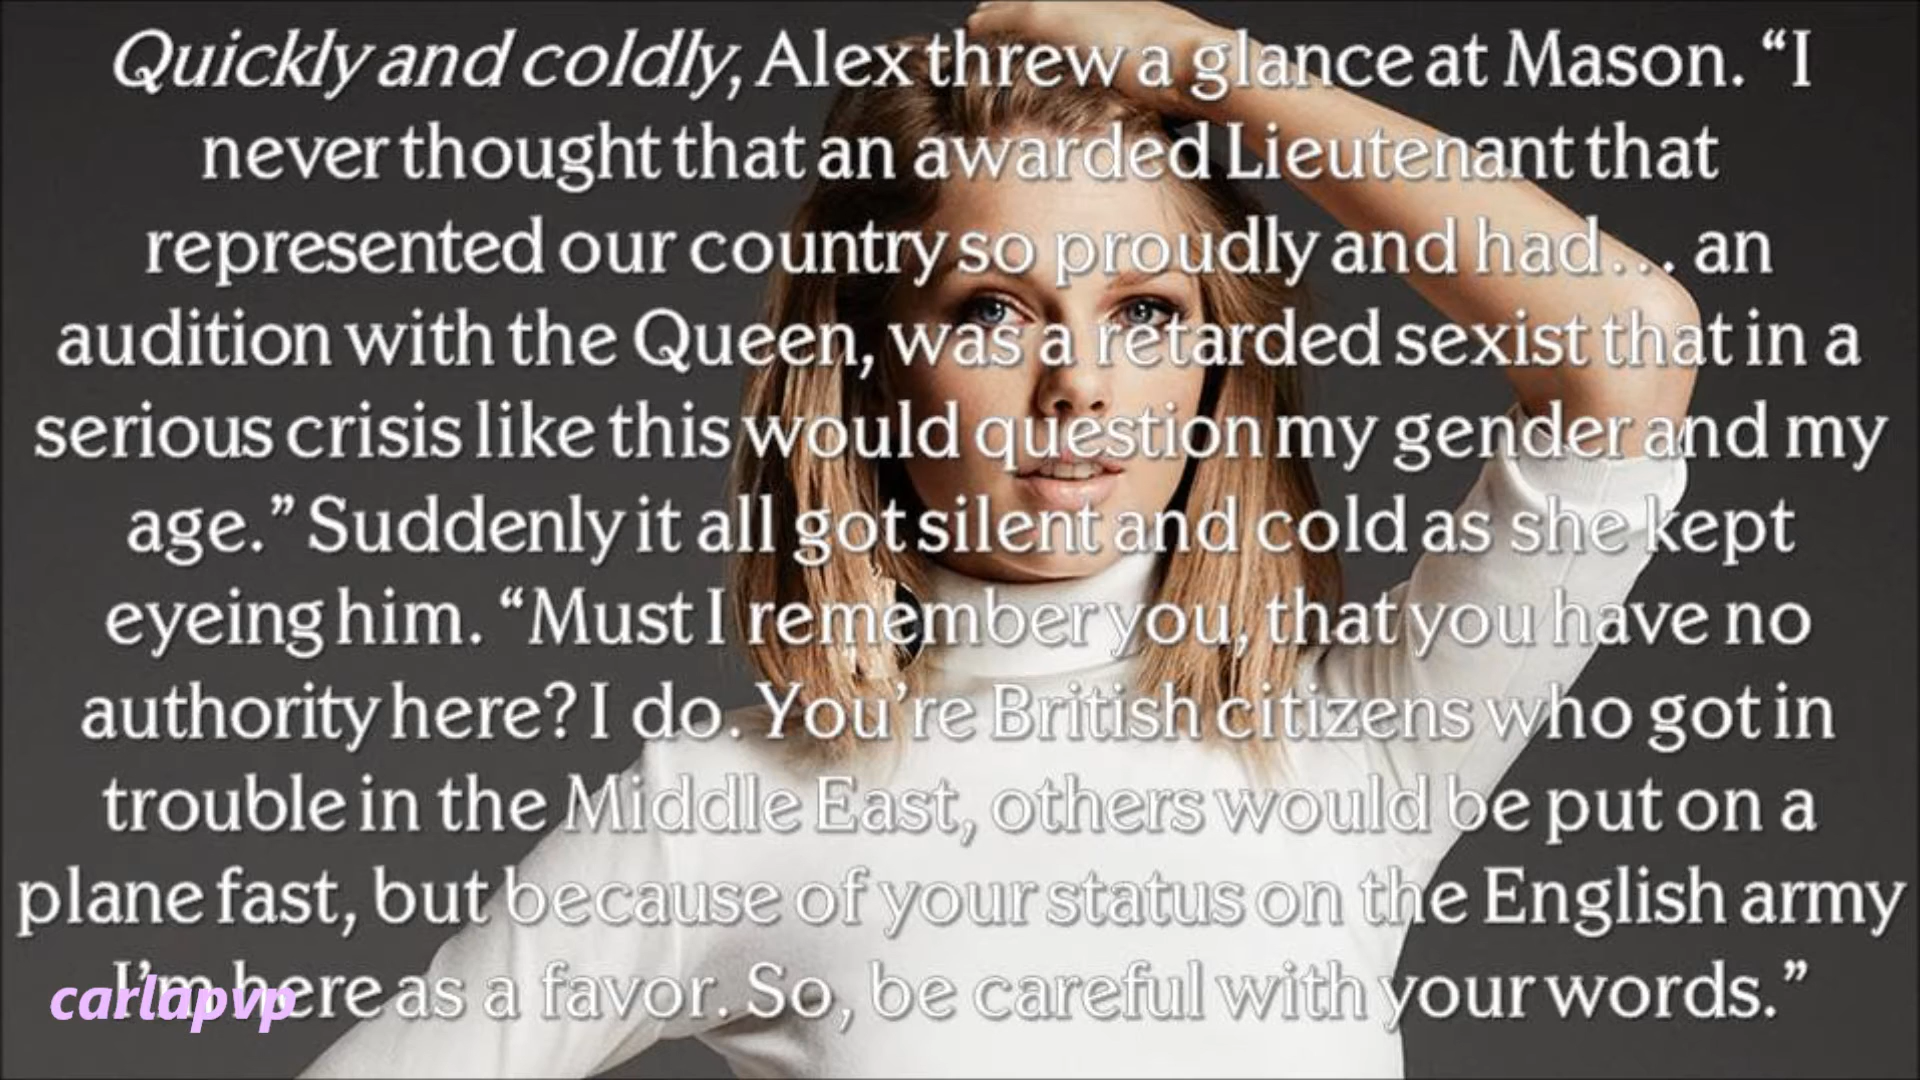 Quickly and coldly, Alex threw a glance at Mason. “I
never thought that an awarded Lieutenant that
represented our country so proudly and had… an
audition with the Queen, was a retarded sexist that in a
serious crisis like this would question my gender and my
age.” Suddenly it all got silent and cold as she kept
eyeing him. “Must I remember you, that you have no
authority here? I do. You’re British citizens who got in
trouble in the Middle East, others would be put on a
plane fast, but because of your status on the English army
I’m here as a favor. So, be careful with your words.”
carlapvp